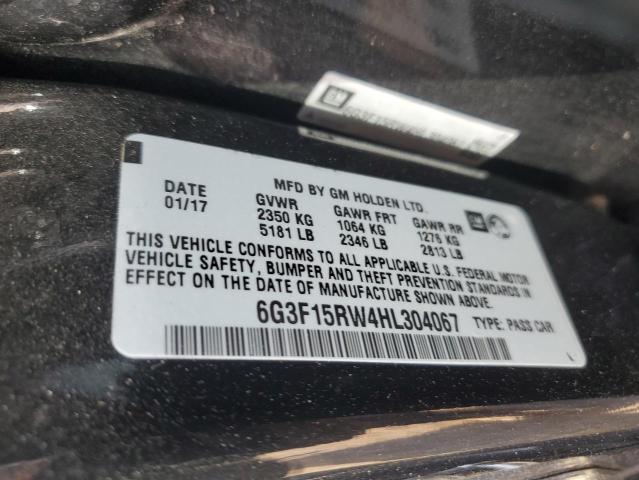 GM
MFD BY GM HOLDEN LTD.
DATE GVWR GAWR FRT GAWR RR
01/17 2350 KG 1064 KG 1276 KG
5181 LB 2346 LB 2813 LB
GM
THIS VEHICLE CONFORMS TO ALL APPLICABLE U.S. FEDERAL MOTOR
VEHICLE SAFETY, BUMPER AND THEFT PREVENTION STANDARDS IN
EFFECT ON THE DATE OF MANUFACTURE SHOWN ABOVE.
6G3F15RW4HL304067 TYPE: PASS CAR